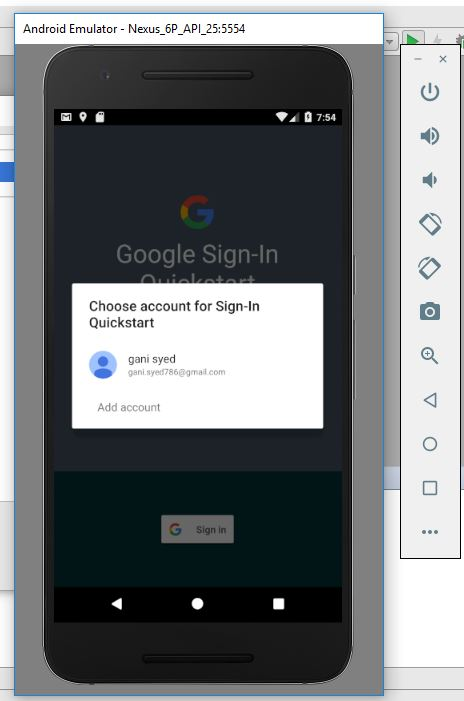 Android Emulator - Nexus_6P_API_25:5554
7:54
Google Sign-In
Quickstart
Choose account for Sign-In
Quickstart
gani syed
gani.syed786@gmail.com
Add account
Sign in